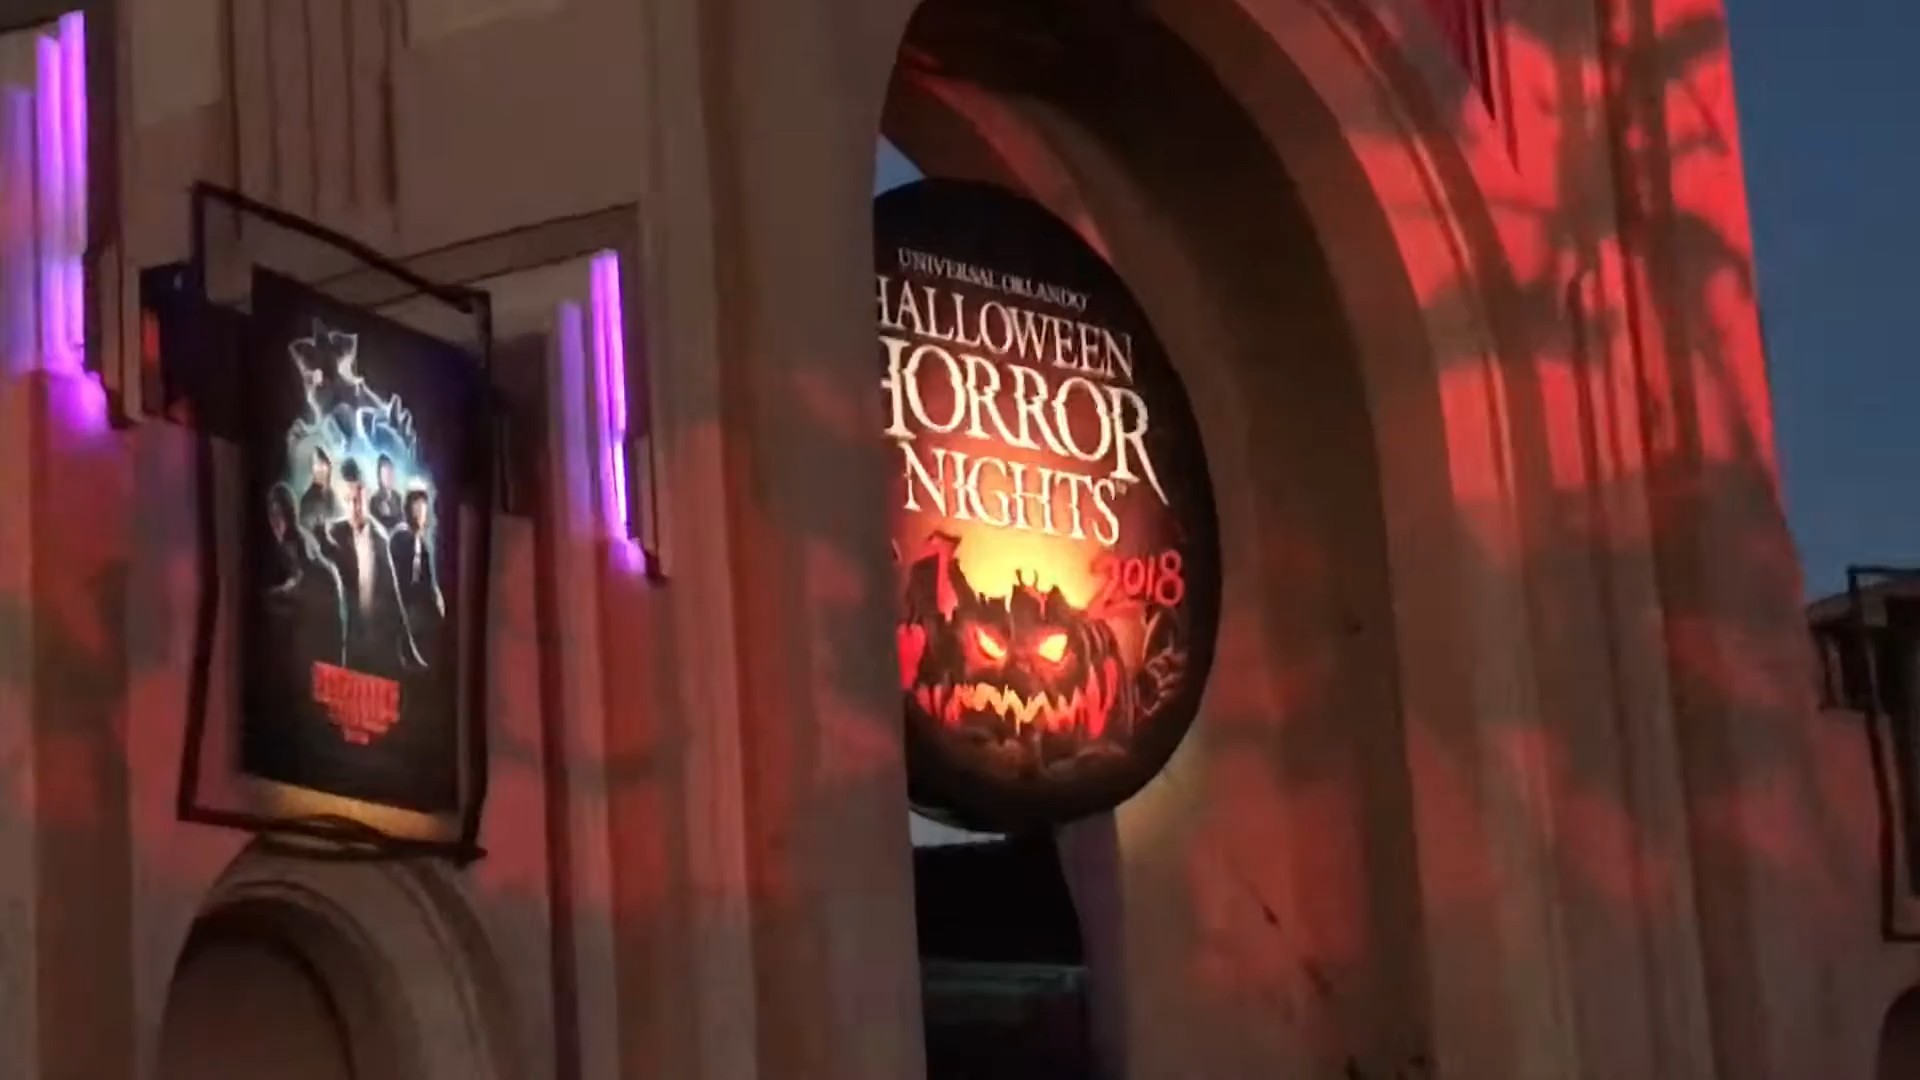 UNIVERSAL ORLANDO
HALLOWEEN
HORROR
NIGHTS
2018